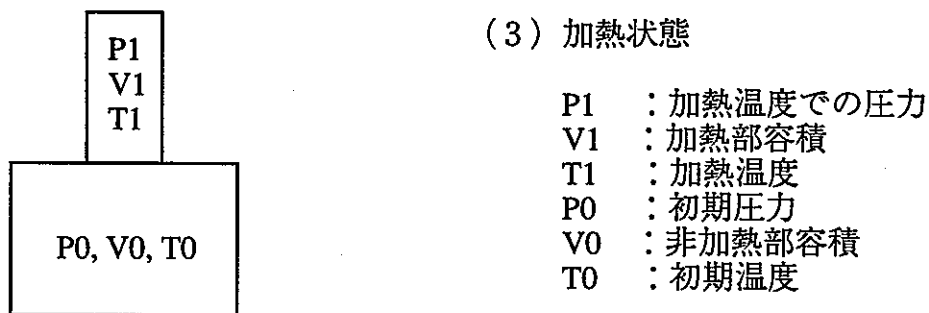 P1
V1
T1
P0, V0, T0
(3) 加熱状態
P1 :加熱温度での圧力
V1 :加熱部容積
T1 :加熱温度
P0 :初期圧力
V0 :非加熱部容積
T0 :初期温度